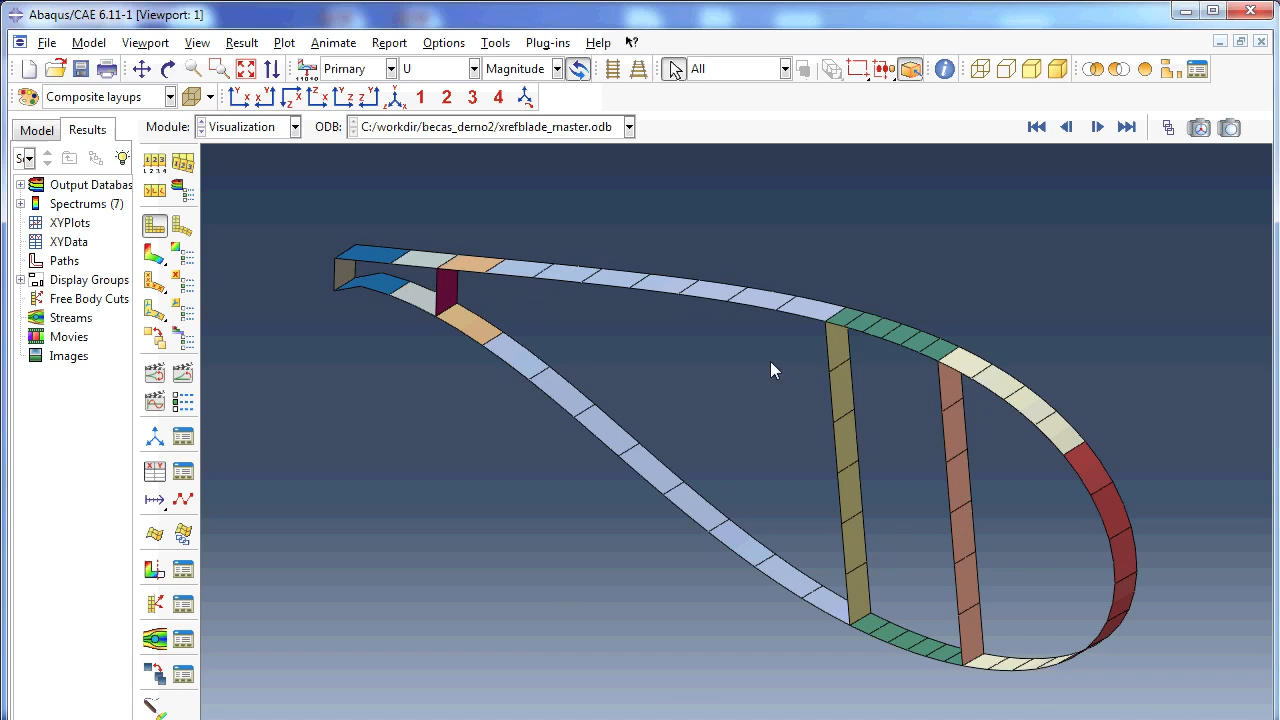 Abaqus/CAE 6.11-1 [Viewport: 1]
File Model Viewport View Result Plot Animate Report Options Tools Plug-ins Help
Primary U Magnitude All
Composite layups 1 2 3 4
Model Results Module: Visualization ODB: C:/workdir/becas_demo2/xrefblade_master.odb
Output Databas
Spectrums (7)
XYPlots
XYData
Paths
Display Groups
Free Body Cuts
Streams
Movies
Images